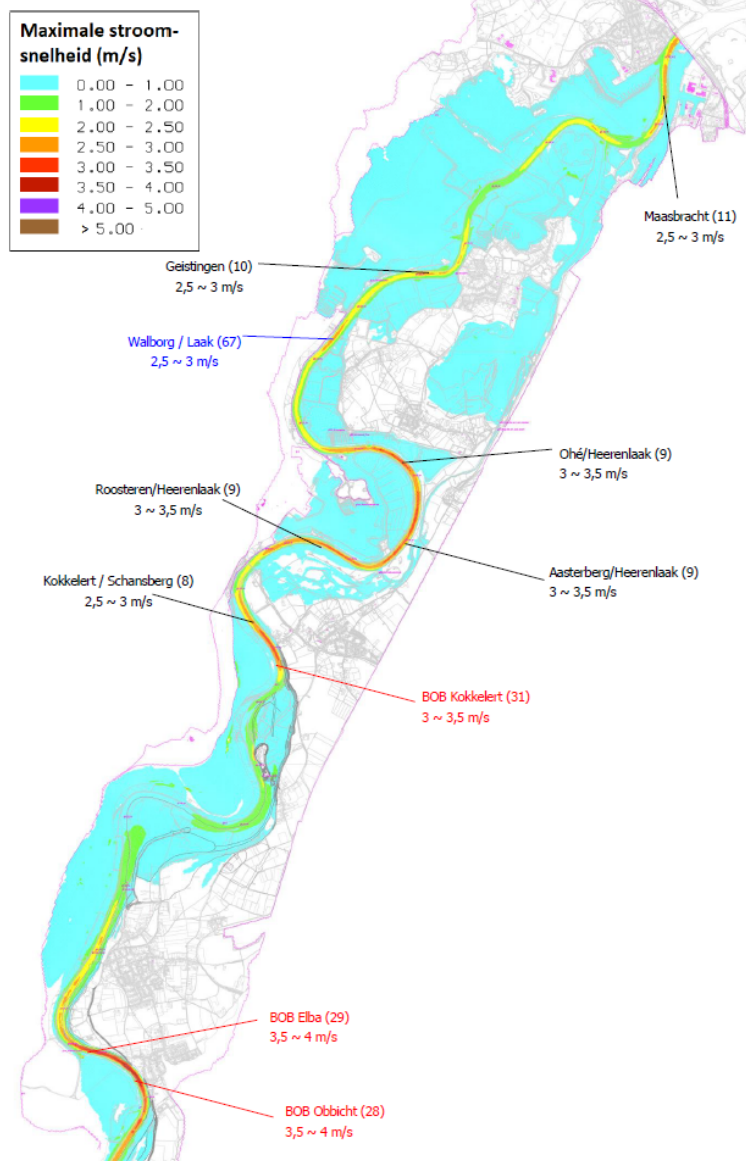 Maximale stroom-
snelheid (m/s)
0.00 - 1.00
1.00 - 2.00
2.00 - 2.50
2.50 - 3.00
3.00 - 3.50
3.50 - 4.00
4.00 - 5.00
> 5.00
Maasbracht (11)
2,5 ~ 3 m/s
Geistingen (10)
2,5 ~ 3 m/s
Walborg / Laak (67)
2,5 ~ 3 m/s
Ohé/Heerenlaak (9)
3 ~ 3,5 m/s
Roosteren/Heerenlaak (9)
3 ~ 3,5 m/s
Aasterberg/Heerenlaak (9)
3 ~ 3,5 m/s
Kokkelert / Schansberg (8)
2,5 ~ 3 m/s
BOB Kokkelert (31)
3 ~ 3,5 m/s
BOB Elba (29)
3,5 ~ 4 m/s
BOB Obbicht (28)
3,5 ~ 4 m/s